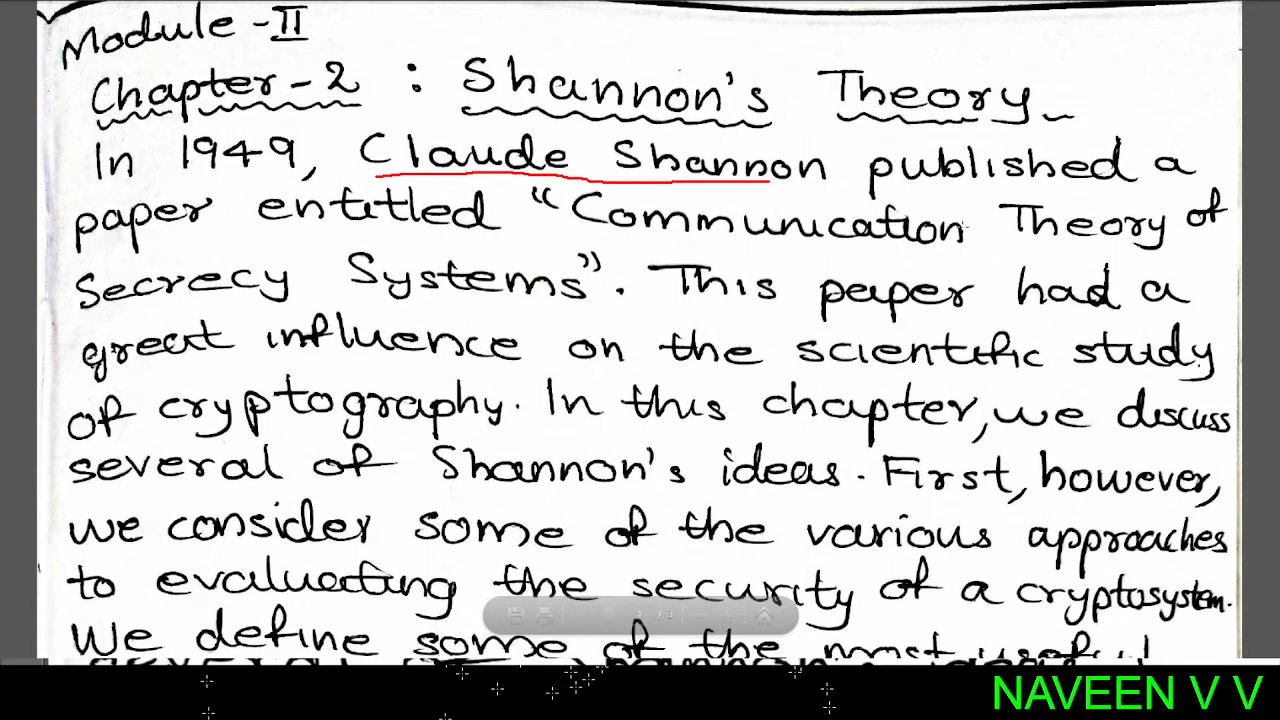 Module - II
Chapter - 2 : Shannon's Theory
In 1949, Claude Shannon published a
paper entitled "Communication Theory of
Secrecy Systems". This paper had a
great influence on the scientific study
of cryptography. In this chapter, we discuss
several of Shannon's ideas. First, however,
we consider some of the various approaches
to evaluating the security of a cryptosystem.
We define some of the most useful
NAVEEN V V